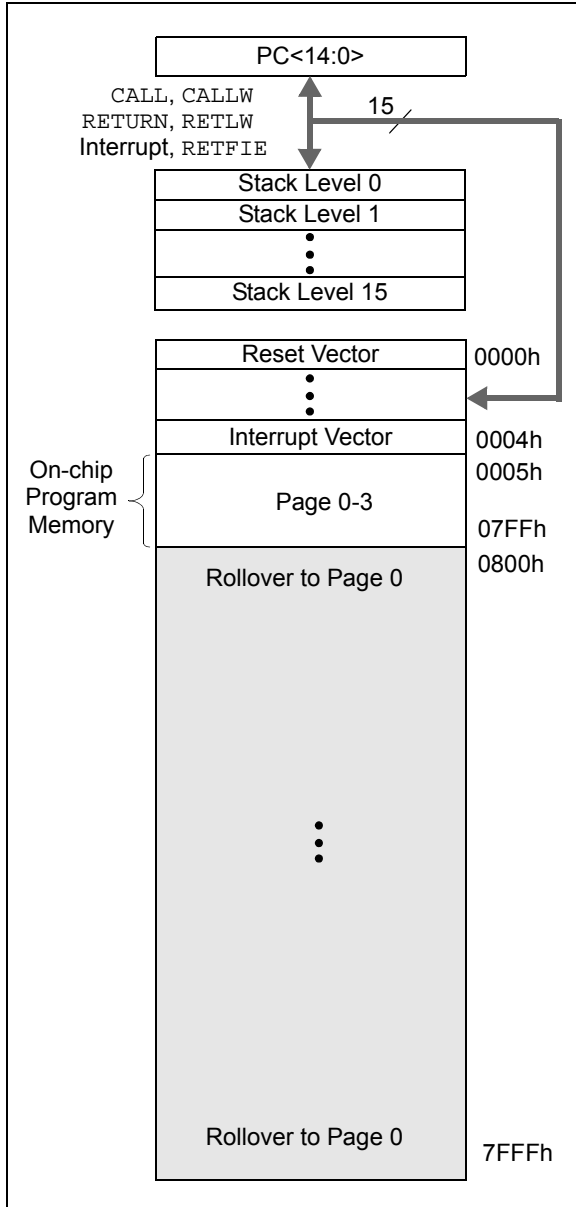 PC<14:0>
CALL, CALLW
RETURN, RETLW
Interrupt, RETFIE
15
Stack Level 0
Stack Level 1
Stack Level 15
Reset Vector
0000h
Interrupt Vector
0004h
On-chip
Program
Memory
Page 0-3
0005h
07FFh
Rollover to Page 0
0800h
Rollover to Page 0
7FFFh